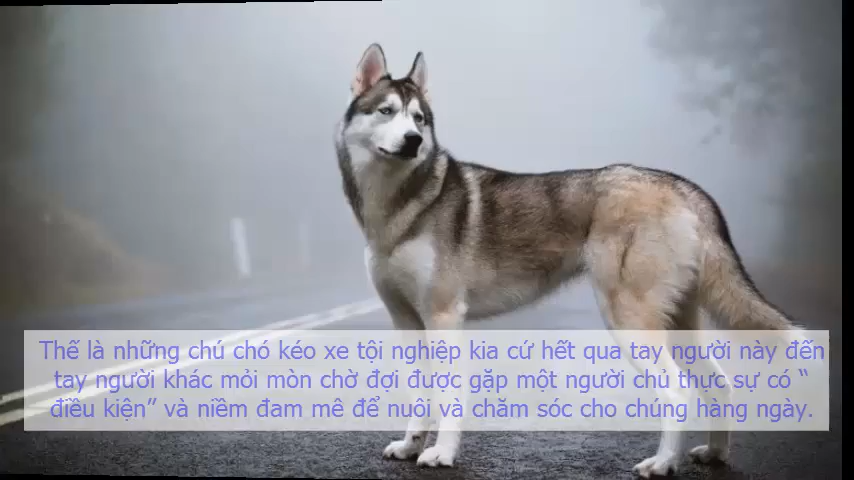 Thế là những chú chó kéo xe tội nghiệp kia cứ hết qua tay người này đến
tay người khác mỏi mòn chờ đợi được gặp một người chủ thực sự có “
điều kiện” và niềm đam mê để nuôi và chăm sóc cho chúng hàng ngày.